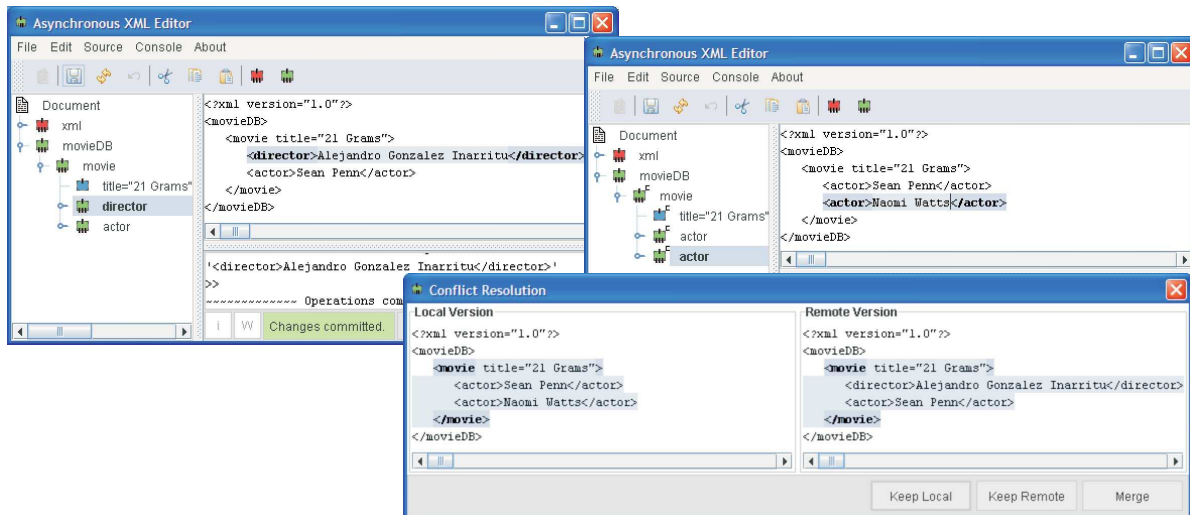 Asynchronous XML Editor
File Edit Source Console About
Document
xml
movieDB
movie
title="21 Grams"
director
actor
<?xml version="1.0"?>
<movieDB>
<movie title="21 Grams">
<director>Alejandro Gonzalez Inarritu</director>
<actor>Sean Penn</actor>
</movie>
</movieDB>
'<director>Alejandro Gonzalez Inarritu</director>'
>>
~~~~~~~~~~~~~ Operations com
i W Changes committed.
Asynchronous XML Editor
File Edit Source Console About
Document
xml
movieDB
E movie
E title="21 Grams"
E actor
E actor
<?xml version="1.0"?>
<movieDB>
<movie title="21 Grams">
<actor>Sean Penn</actor>
<actor>Naomi Watts</actor>
</movie>
</movieDB>
Conflict Resolution
Local Version
<?xml version="1.0"?>
<movieDB>
<movie title="21 Grams">
<actor>Sean Penn</actor>
<actor>Naomi Watts</actor>
</movie>
</movieDB>
Remote Version
<?xml version="1.0"?>
<movieDB>
<movie title="21 Grams">
<director>Alejandro Gonzalez Inarritu</director>
<actor>Sean Penn</actor>
</movie>
</movieDB>
Keep Local Keep Remote Merge